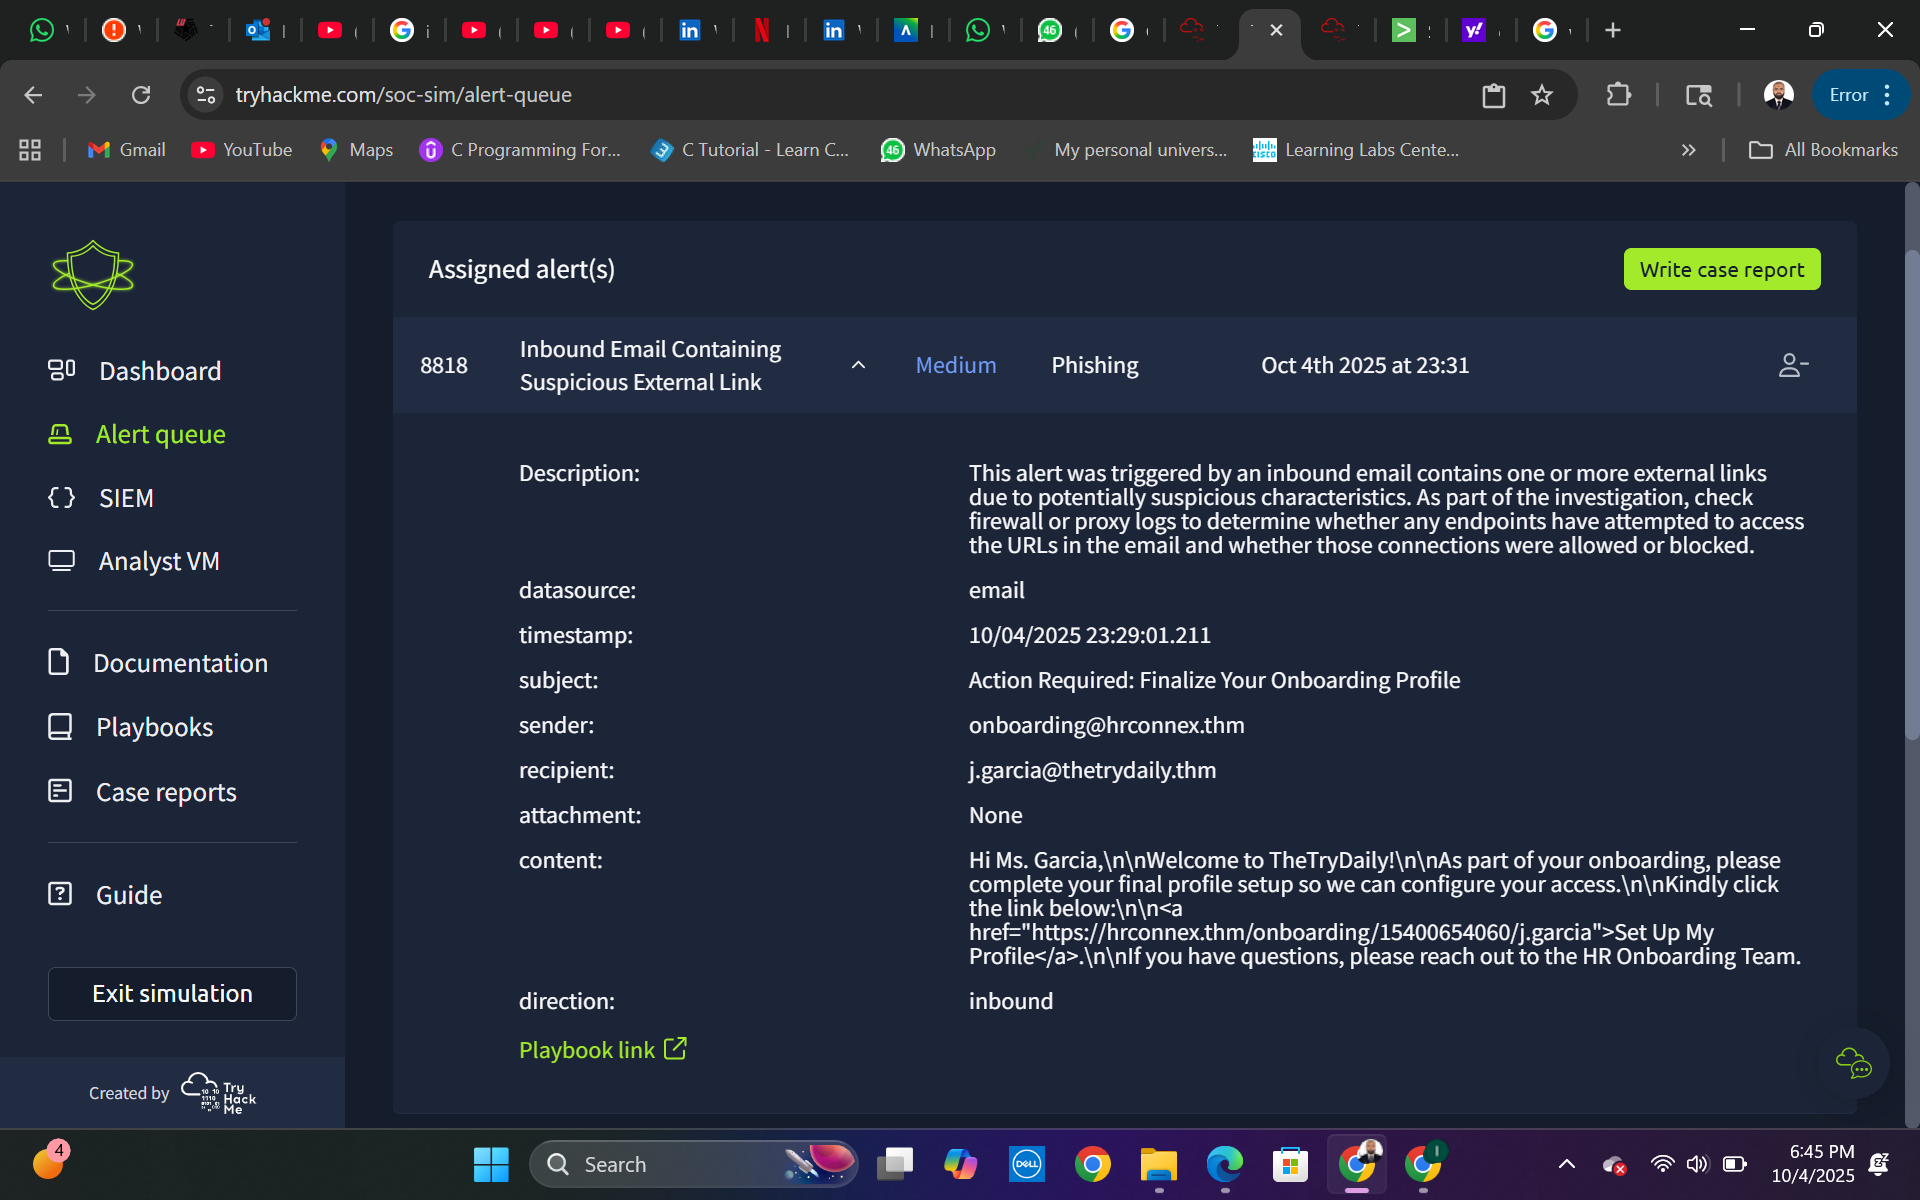 tryhackme.com/soc-sim/alert-queue
Error
Gmail
YouTube
Maps
C Programming For...
C Tutorial - Learn C...
46
WhatsApp
My personal univers...
Learning Labs Cente...
All Bookmarks
Assigned alert(s)
Write case report
8818
Inbound Email Containing
Suspicious External Link
Medium
Phishing
Oct 4th 2025 at 23:31
Dashboard
Alert queue
SIEM
Analyst VM
Documentation
Playbooks
Case reports
Guide
Exit simulation
Created by
Try
Hack
Me
Description:
This alert was triggered by an inbound email contains one or more external links
due to potentially suspicious characteristics. As part of the investigation, check
firewall or proxy logs to determine whether any endpoints have attempted to access
the URLs in the email and whether those connections were allowed or blocked.
datasource:
email
timestamp:
10/04/2025 23:29:01.211
subject:
Action Required: Finalize Your Onboarding Profile
sender:
onboarding@hrconnex.thm
recipient:
j.garcia@thetrydaily.thm
attachment:
None
content:
Hi Ms. Garcia,\n\nWelcome to TheTryDaily!\n\nAs part of your onboarding, please
complete your final profile setup so we can configure your access.\n\nKindly click
the link below:\n\n<a
href="https://hrconnex.thm/onboarding/15400654060/j.garcia">Set Up My
Profile</a>.\n\nIf you have questions, please reach out to the HR Onboarding Team.
direction:
inbound
Playbook link
4
Search
DELL
6:45 PM
10/4/2025